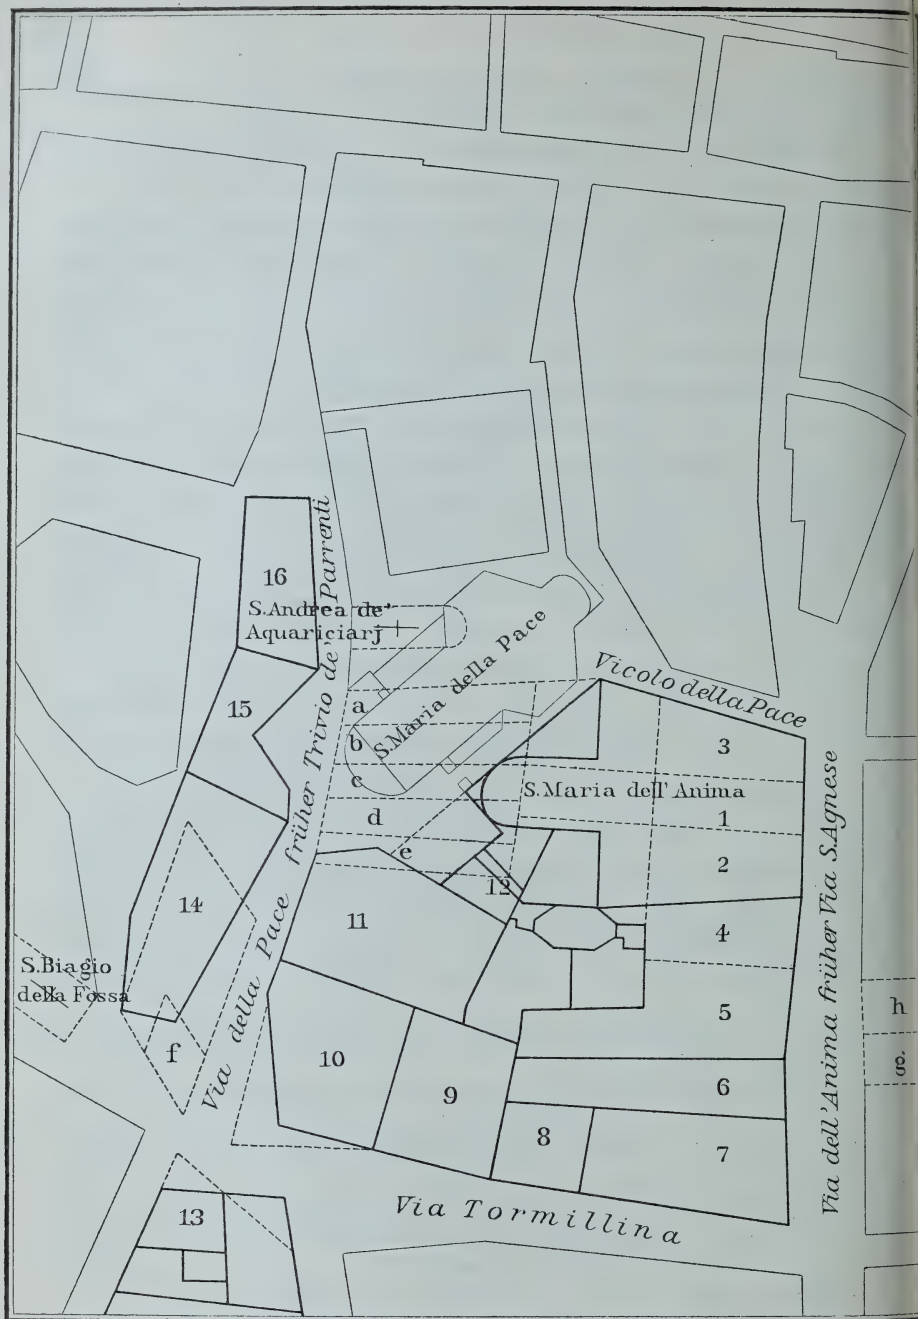 16
S.Andrea de'
Aquariciarj
Via della Pace früher Trivio de' Parrenti
S.Maria della Pace
Vicolo della Pace
15
a
b
c
d
e
3
S.Maria dell'Anima
1
2
12
14
11
4
S.Biagio
della Fossa
5
h
f
10
g
9
6
8
7
Via dell'Anima früher Via S.Agnese
13
Via Tormillina